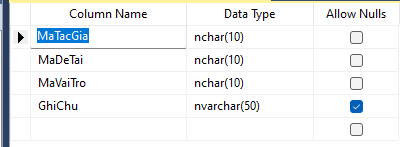 Column Name Data Type Allow Nulls
MaTacGia nchar(10)
MaDeTai nchar(10)
MaVaiTro nchar(10)
GhiChu nvarchar(50)